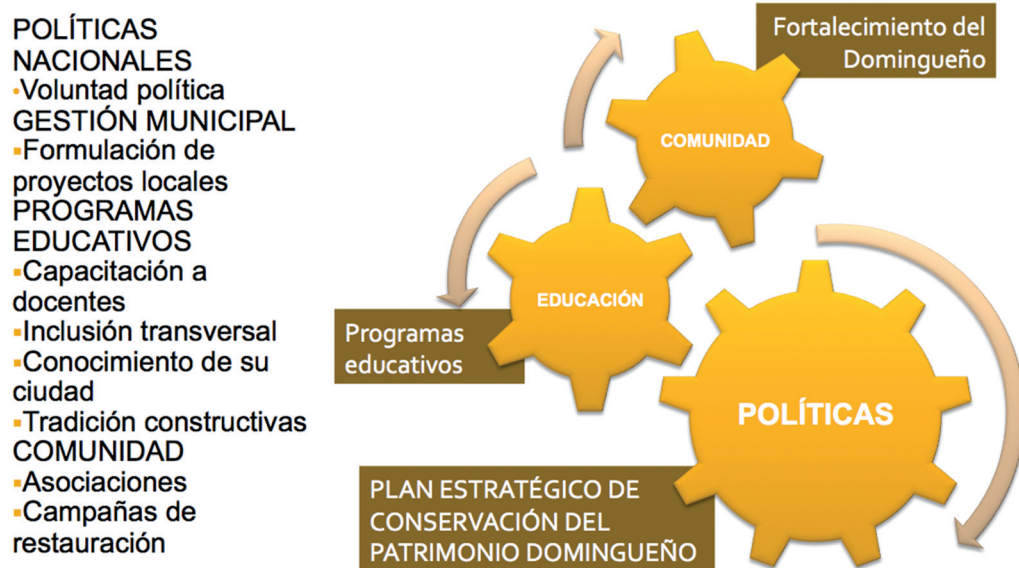 POLÍTICAS
NACIONALES
•Voluntad política
GESTIÓN MUNICIPAL
▪Formulación de
proyectos locales
PROGRAMAS
EDUCATIVOS
▪Capacitación a
docentes
▪Inclusión transversal
▪Conocimiento de su
ciudad
▪Tradición constructivas
COMUNIDAD
▪Asociaciones
▪Campañas de
restauración
Fortalecimiento del
Domingueño
COMUNIDAD
EDUCACIÓN
Programas
educativos
POLÍTICAS
PLAN ESTRATÉGICO DE
CONSERVACIÓN DEL
PATRIMONIO DOMINGUEÑO